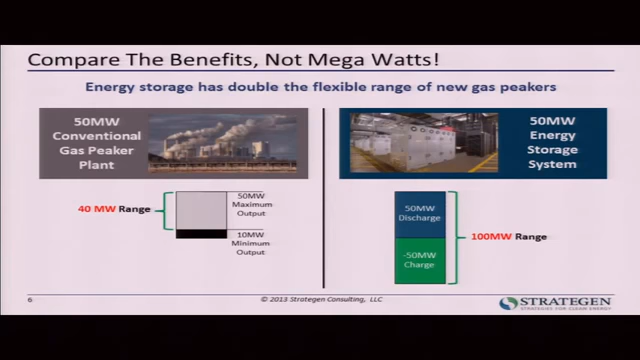 Compare The Benefits, Not Mega Watts!
Energy storage has double the flexible range of new gas peakers
50MW
Conventional
Gas Peaker
Plant
50MW
Energy
Storage
System
40 MW Range
50MW
Maximum
Output
10MW
Minimum
Output
50MW
Discharge
-50MW
Charge
100MW Range
6
© 2013 Strategen Consulting, LLC
STRATEGEN
STRATEGIES FOR CLEAN ENERGY